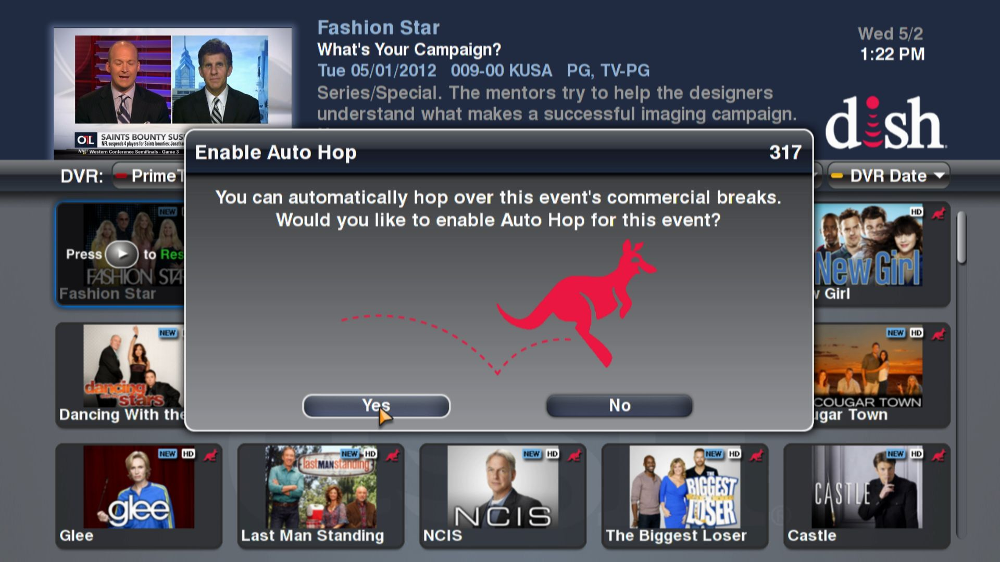 Fashion Star
What's Your Campaign?
Tue 05/01/2012 009-00 KUSA PG, TV-PG
Series/Special. The mentors try to help the designers
understand what makes a successful imaging campaign.
Wed 5/2
1:22 PM
dish
OTL SAINTS BOUNTY SUS
NFL suspends 4 players for Saints bounties; Jonatha
NHL Western Conference Semifinals - Game 3
DVR: PrimeT
DVR Date
Enable Auto Hop 317
You can automatically hop over this event's commercial breaks.
Would you like to enable Auto Hop for this event?
Yes No
NEW
Press to Res
FASHION STA
Fashion Star
HD
New Girl
Girl
NEW
dancing
stars
Dancing With the
NEW HD
COUGAR TOWN
ugar Town
NEW HD
glee
Glee
NEW HD
last MAN standing
Last Man Standing
NEW HD
NCIS
NCIS
NEW HD
THE
BIGGEST
LOSER
The Biggest Loser
NEW HD
CASTLE
Castle